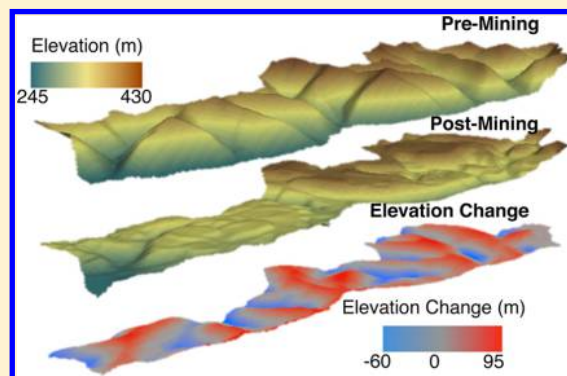 Pre-Mining
Elevation (m)
245 430
Post-Mining
Elevation Change
Elevation Change (m)
-60 0 95